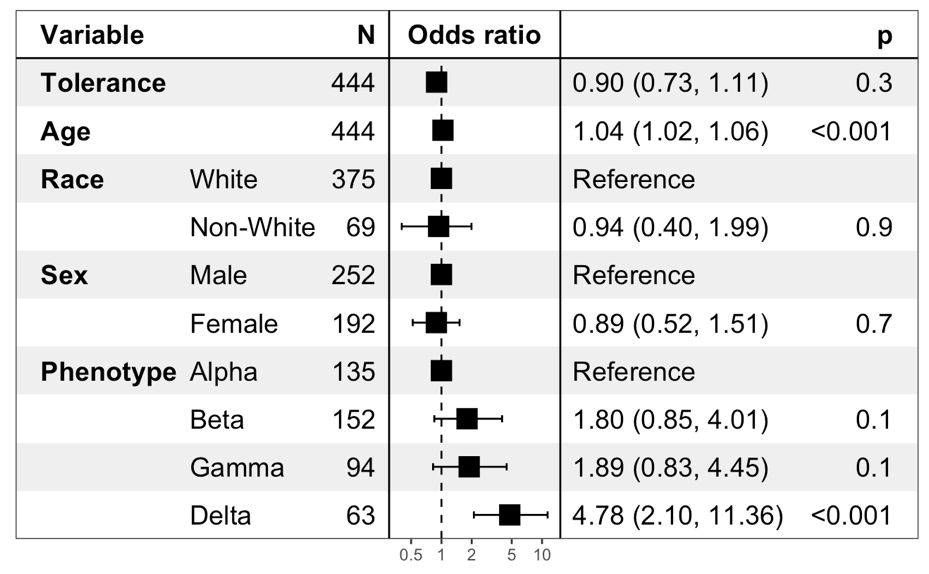 Variable N Odds ratio p
Tolerance 444 0.90 (0.73, 1.11) 0.3
Age 444 1.04 (1.02, 1.06) <0.001
Race White 375 Reference
Non-White 69 0.94 (0.40, 1.99) 0.9
Sex Male 252 Reference
Female 192 0.89 (0.52, 1.51) 0.7
Phenotype Alpha 135 Reference
Beta 152 1.80 (0.85, 4.01) 0.1
Gamma 94 1.89 (0.83, 4.45) 0.1
Delta 63 4.78 (2.10, 11.36) <0.001
0.5 1 2 5 10